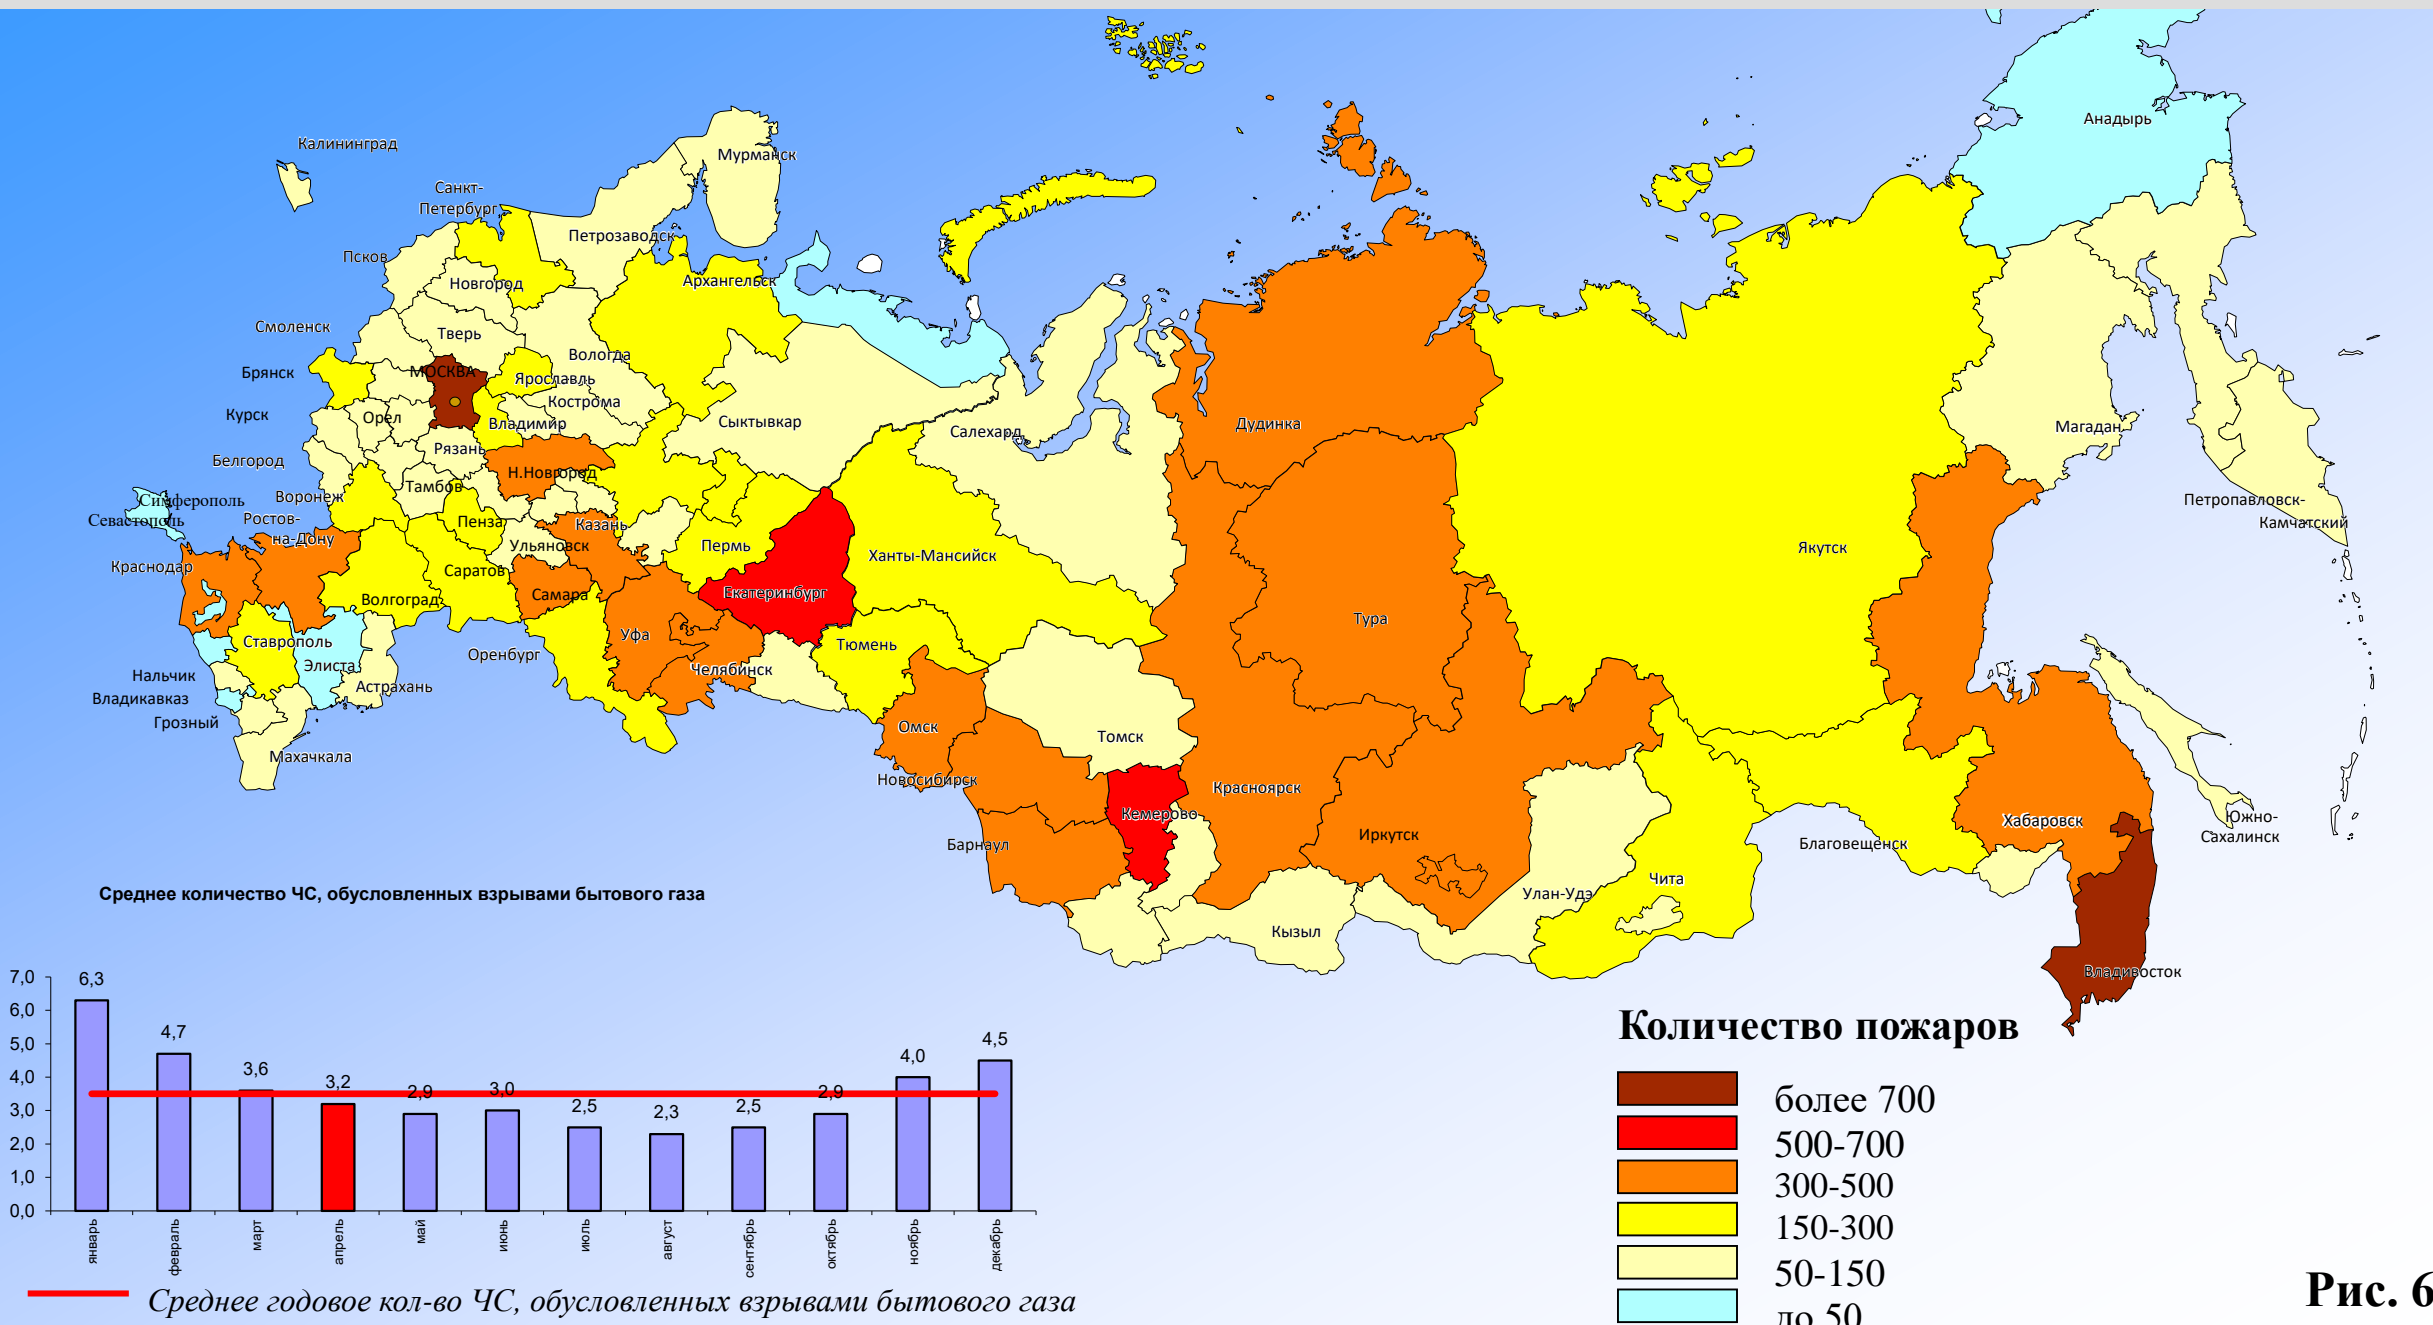 Калининград
Мурманск
Анадырь
Санкт-
Петербург
Петрозаводск
Псков
Новгород
Архангельск
Смоленск
Тверь
Вологда
Брянск
МОСКВА
Ярославль
Кострома
Курск
Орел
Владимир
Сыктывкар
Салехард
Дудинка
Магадан
Рязань
Белгород
Н.Новгород
Тамбов
Воронеж
Симферополь
Севастополь
Ростов-
на-Дону
Пенза
Казань
Ульяновск
Пермь
Ханты-Мансийск
Якутск
Петропавловск-
Камчатский
Краснодар
Саратов
Волгоград
Самара
Екатеринбург
Тура
Ставрополь
Уфа
Тюмень
Оренбург
Элиста
Челябинск
Нальчик
Астрахань
Владикавказ
Грозный
Махачкала
Омск
Томск
Новосибирск
Красноярск
Кемерово
Иркутск
Барнаул
Благовещенск
Хабаровск
Южно-
Сахалинск
Чита
Улан-Удэ
Кызыл
Владивосток
Среднее количество ЧС, обусловленных взрывами бытового газа
7,0
6,0
5,0
4,0
3,0
2,0
1,0
0,0
6,3
4,7
3,6
3,2
2,9
3,0
2,5
2,3
2,5
2,9
4,0
4,5
январь
февраль
март
апрель
май
июнь
июль
август
сентябрь
октябрь
ноябрь
декабрь
Среднее годовое кол-во ЧС, обусловленных взрывами бытового газа
Количество пожаров
более 700
500-700
300-500
150-300
50-150
до 50
Рис. 6